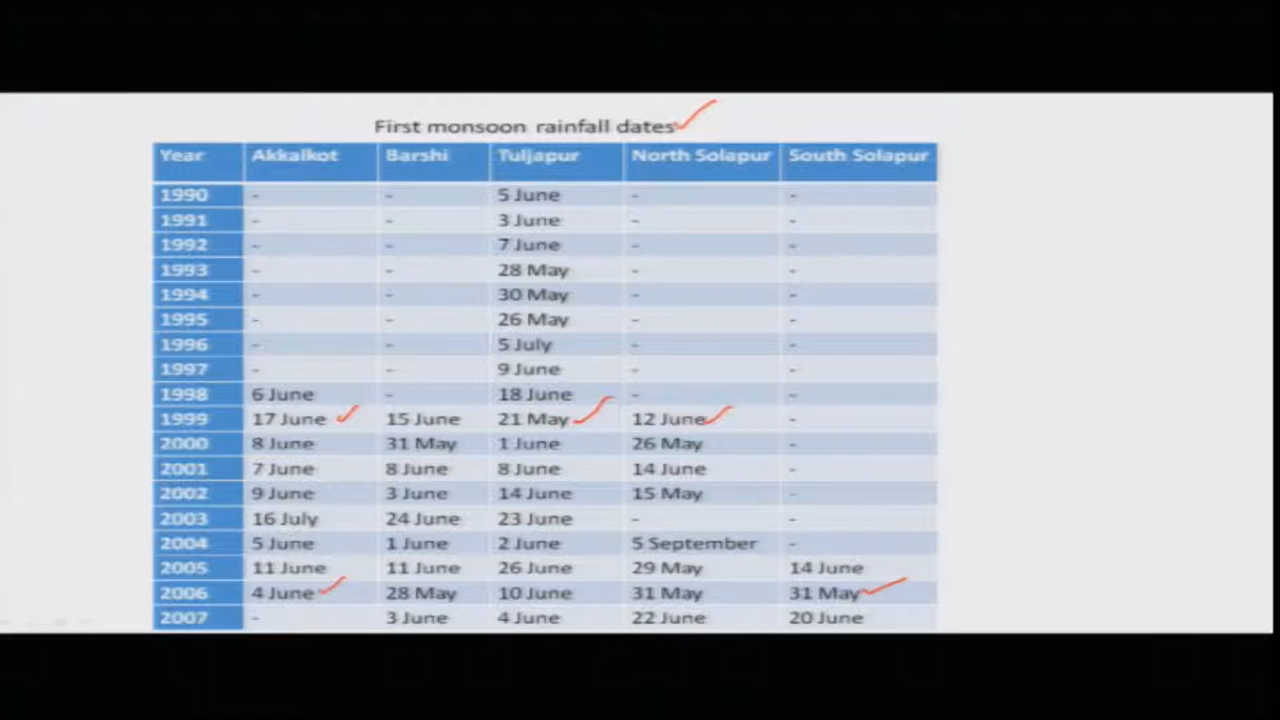 First monsoon rainfall dates
Year Akkalkot Barshi Tuljapur North Solapur South Solapur
1990 - - 5 June - -
1991 - - 3 June - -
1992 - - 7 June - -
1993 - - 28 May - -
1994 - - 30 May - -
1995 - - 26 May - -
1996 - - 5 July - -
1997 - - 9 June - -
1998 6 June - 18 June - -
1999 17 June 15 June 21 May 12 June -
2000 8 June 31 May 1 June 26 May -
2001 7 June 8 June 8 June 14 June -
2002 9 June 3 June 14 June 15 May -
2003 16 July 24 June 23 June - -
2004 5 June 1 June 2 June 5 September -
2005 11 June 11 June 26 June 29 May 14 June
2006 4 June 28 May 10 June 31 May 31 May
2007 - 3 June 4 June 22 June 20 June